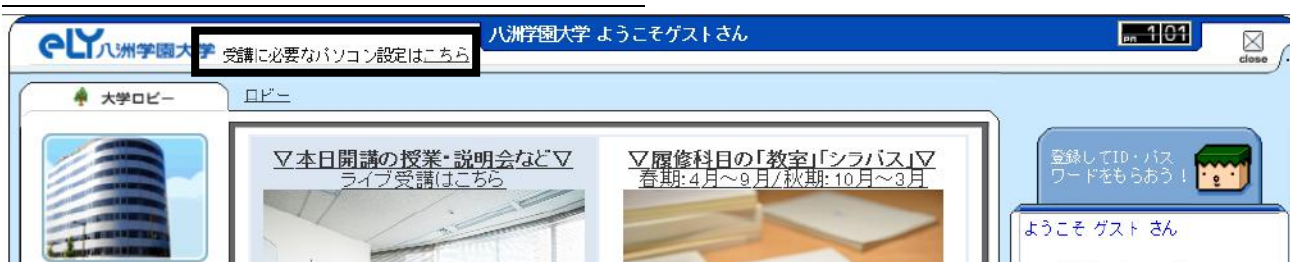 eLy八洲学園大学 受講に必要なパソコン設定はこちら
八洲学園大学 ようこそゲストさん
PM 1 01
close
大学ロビー
ロビー
▽本日開講の授業・説明会など▽
ライブ受講はこちら
▽履修科目の「教室」「シラバス」▽
春期:4月～9月/秋期:10月～3月
登録してID・パス
ワードをもらおう!
ようこそ ゲスト さん